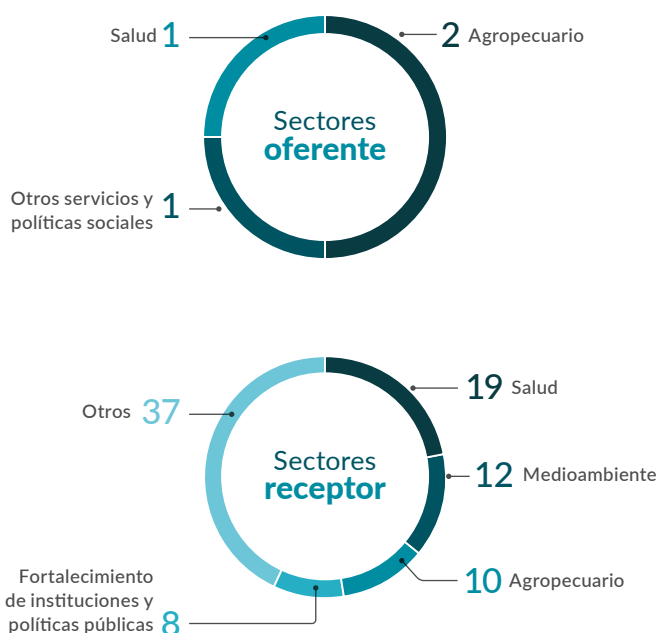 Salud 1
2 Agropecuario
Sectores
oferente
Otros servicios y
políticas sociales 1
19 Salud
Otros 37
Sectores
receptor
12 Medioambiente
10 Agropecuario
Fortalecimiento
de instituciones y
políticas públicas 8